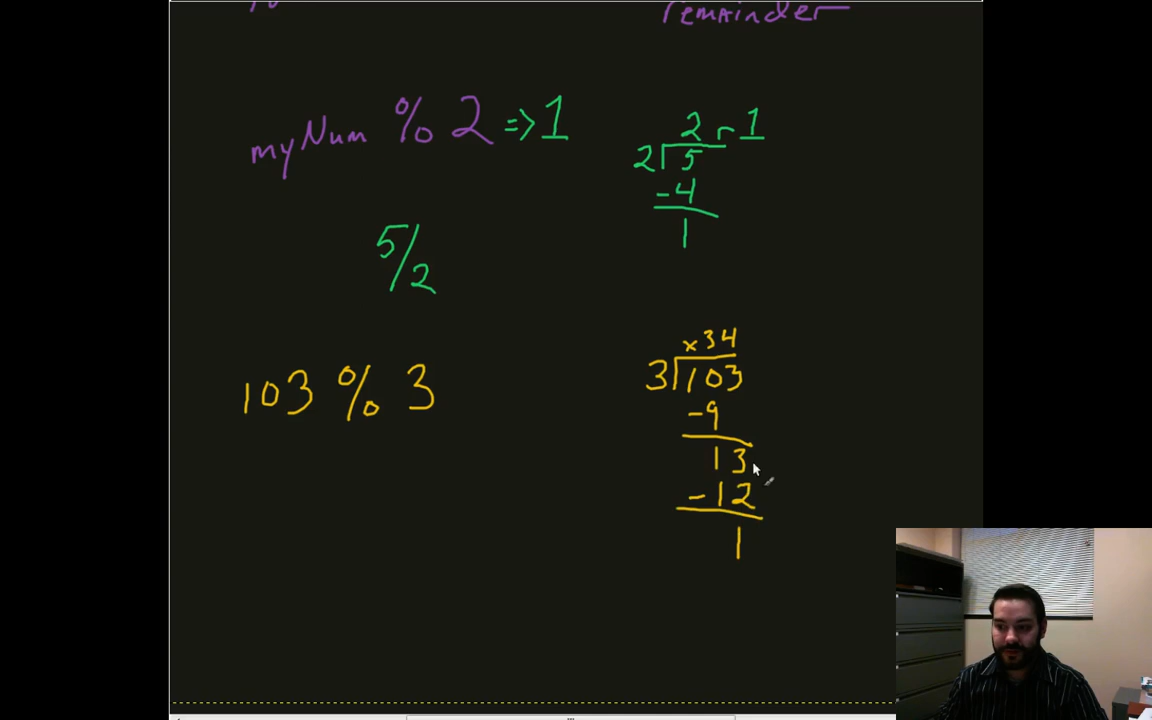 remainder
myNum % 2 => 1
2 r 1
2 5
-4
1
5/2
103 % 3
x34
3 103
-9
13
-12
1